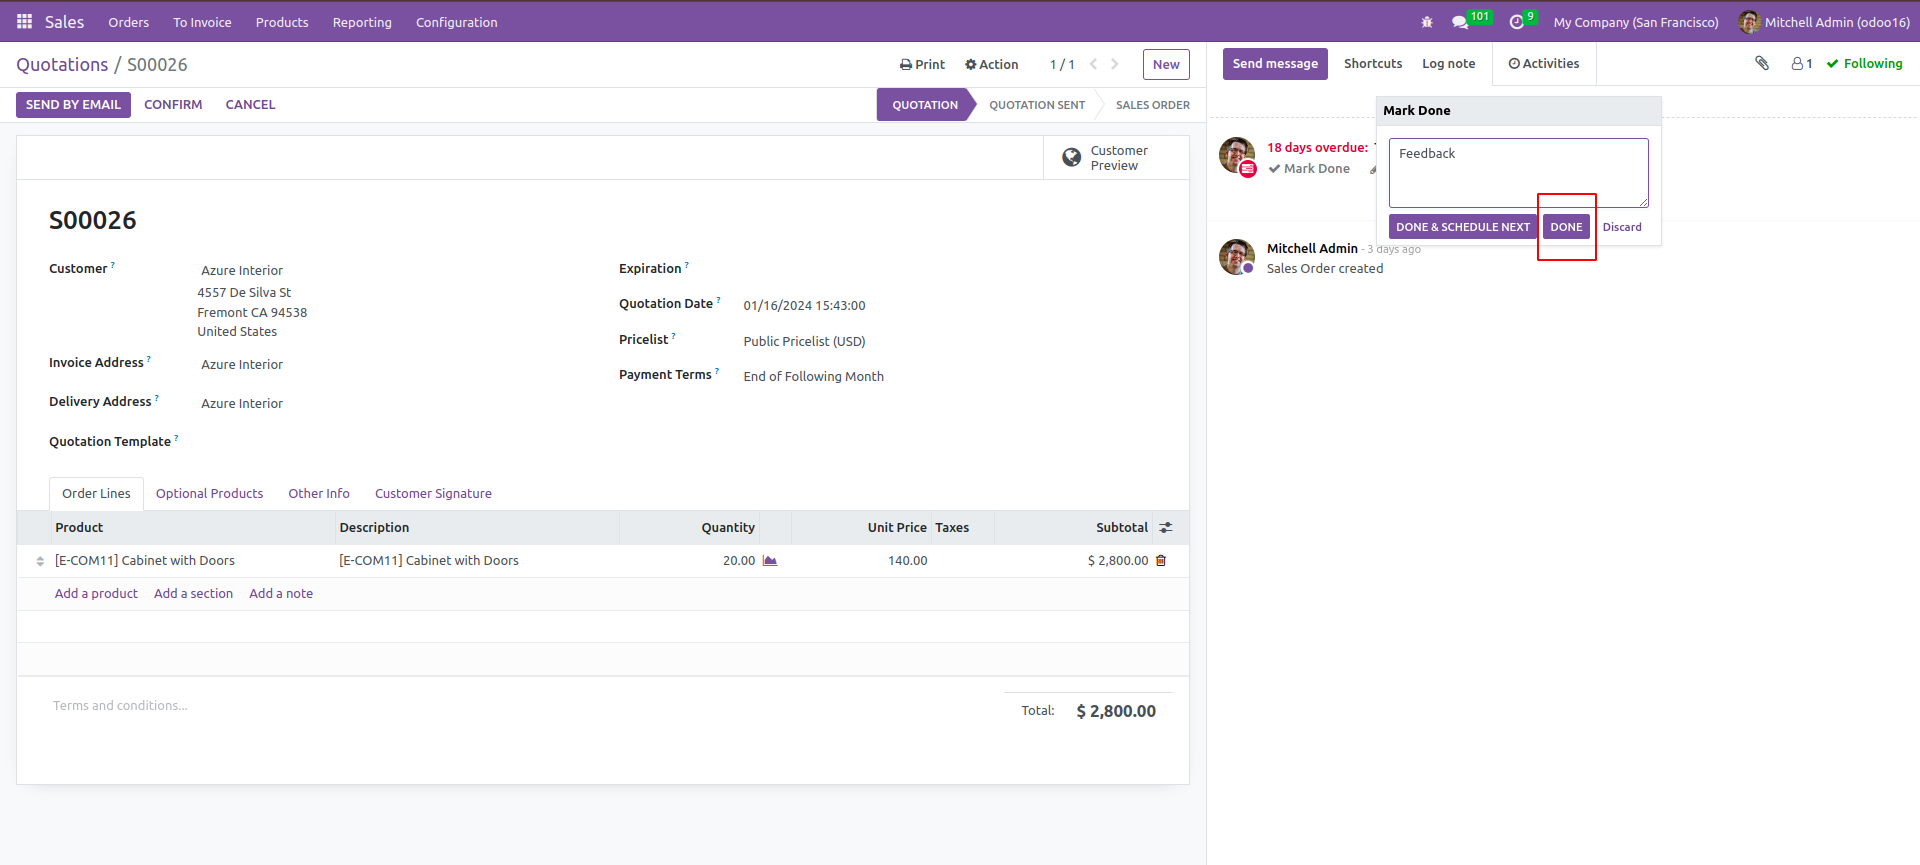 Sales Orders To Invoice Products Reporting Configuration 101 9 My Company (San Francisco) Mitchell Admin (odoo16)
Quotations / S00026 Print Action 1 / 1 New
SEND BY EMAIL CONFIRM CANCEL QUOTATION QUOTATION SENT SALES ORDER
Customer Preview
S00026
Customer ? Azure Interior
4557 De Silva St
Fremont CA 94538
United States
Invoice Address ? Azure Interior
Delivery Address ? Azure Interior
Quotation Template ?
Expiration ?
Quotation Date ? 01/16/2024 15:43:00
Pricelist ? Public Pricelist (USD)
Payment Terms ? End of Following Month
Order Lines Optional Products Other Info Customer Signature
Product Description Quantity Unit Price Taxes Subtotal
[E-COM11] Cabinet with Doors [E-COM11] Cabinet with Doors 20.00 140.00 $ 2,800.00
Add a product Add a section Add a note
Terms and conditions...
Total: $ 2,800.00
Send message Shortcuts Log note Activities 1 Following
Mark Done
18 days overdue:
Mark Done
Feedback
DONE & SCHEDULE NEXT DONE Discard
Mitchell Admin - 3 days ago
Sales Order created